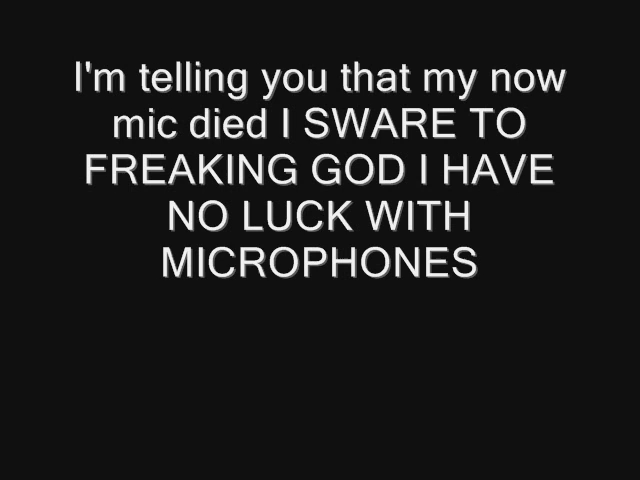 I'm telling you that my now
mic died I SWARE TO
FREAKING GOD I HAVE
NO LUCK WITH
MICROPHONES